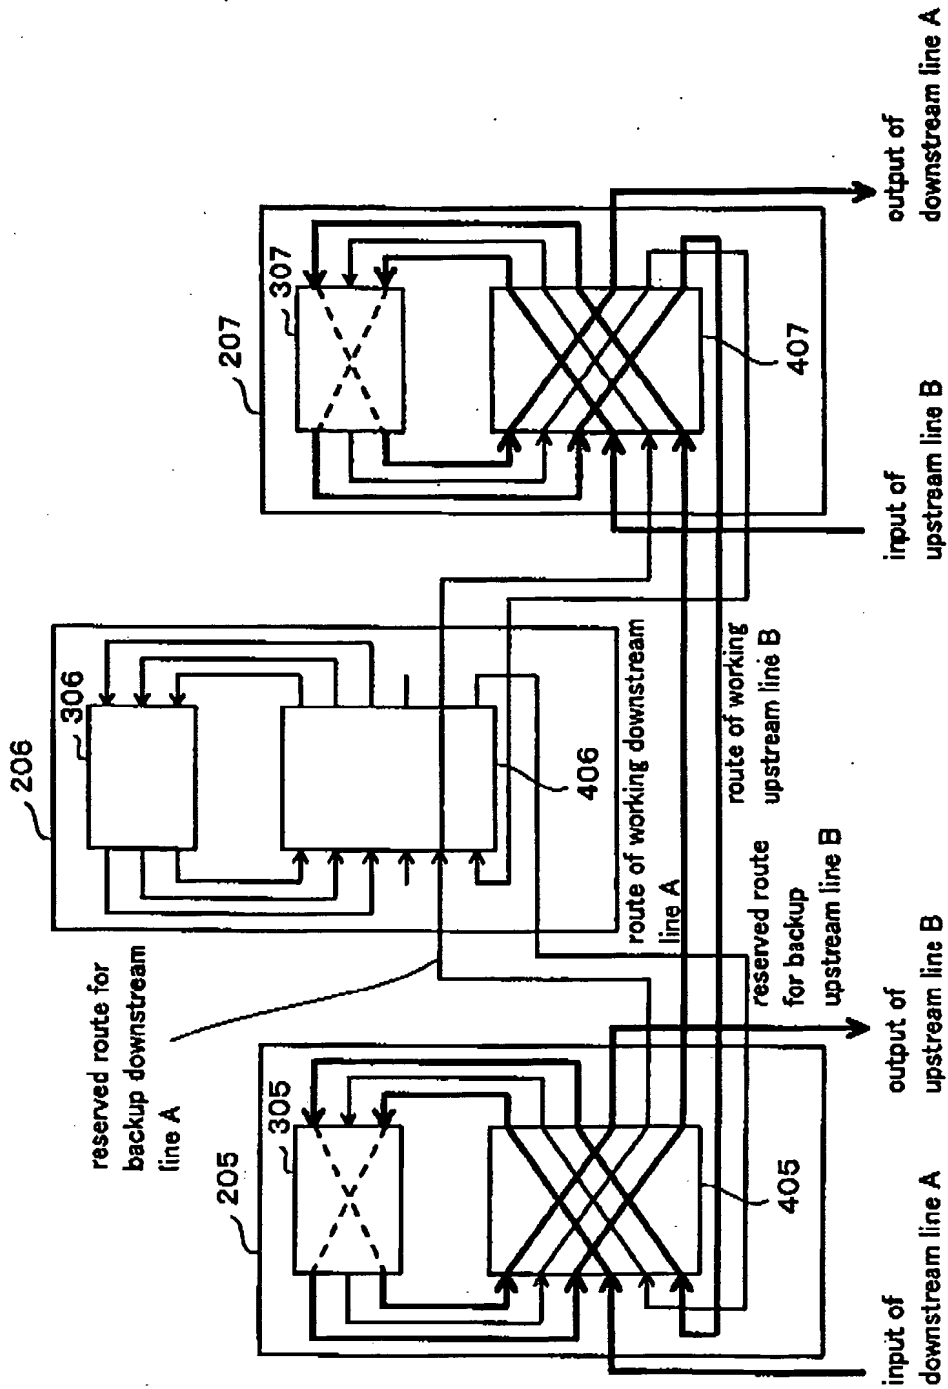 206
306
406
reserved route for
backup downstream
line A
205
305
405
207
307
407
route of working downstream
line A
route of working
upstream line B
reserved route
for backup
upstream line B
input of
downstream line A
output of
upstream line B
input of
upstream line B
output of
downstream line A